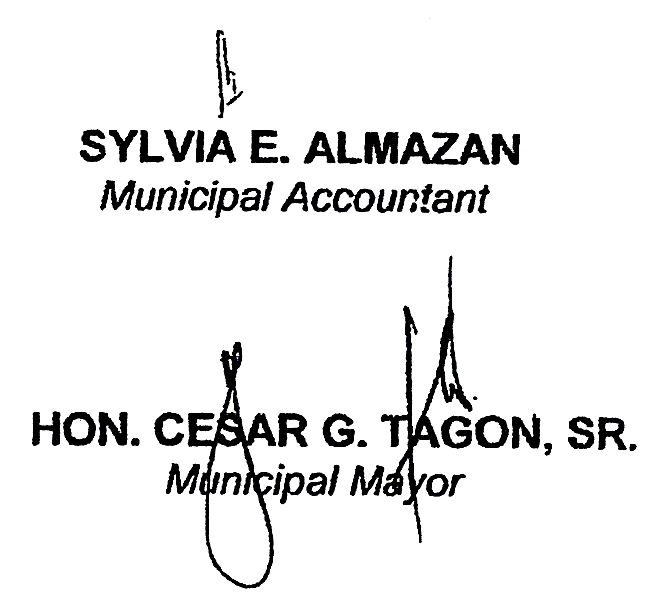 SYLVIA E. ALMAZAN
Municipal Accountant
HON. CESAR G. TAGON, SR.
Municipal Mayor